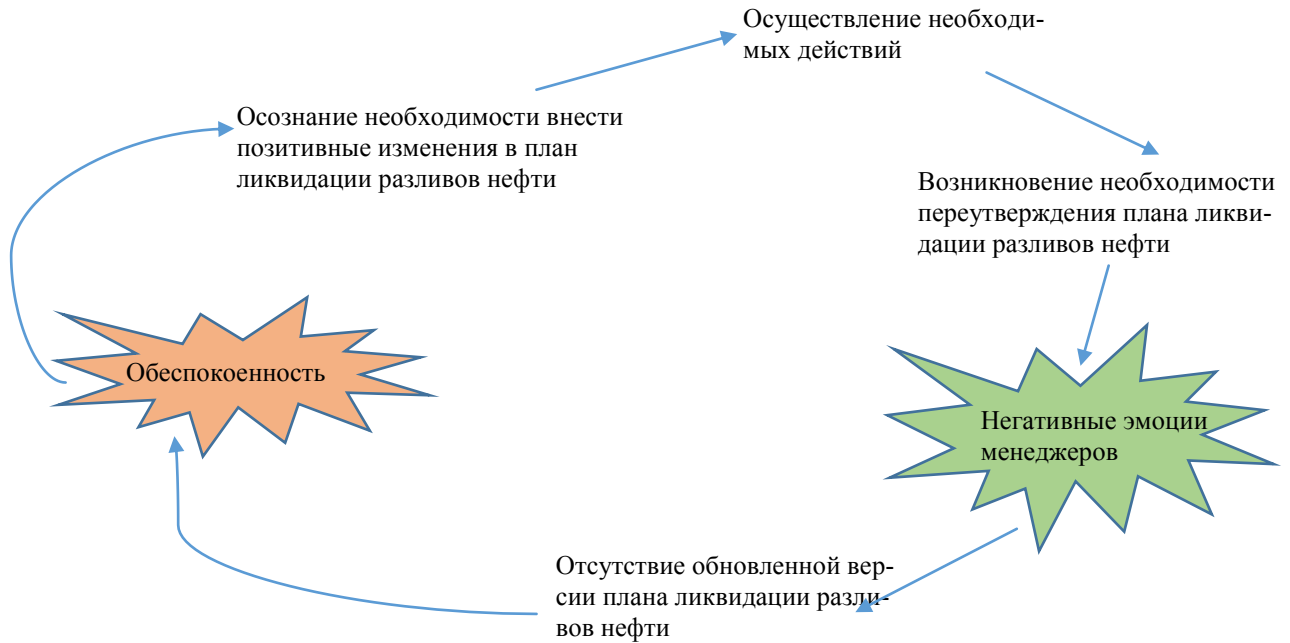 Осуществление необходи-
мых действий
Осознание необходимости внести
позитивные изменения в план
ликвидации разливов нефти
Возникновение необходимости
переутверждения плана ликви-
дации разливов нефти
Обеспокоенность
Негативные эмоции
менеджеров
Отсутствие обновленной вер-
сии плана ликвидации разли-
вов нефти